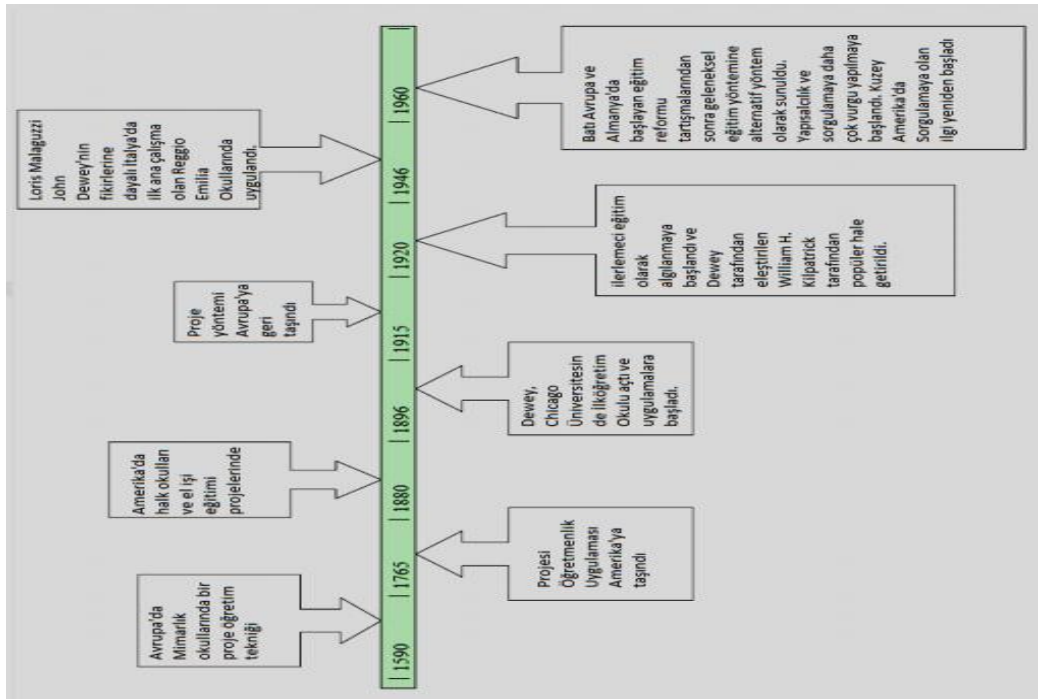 Avrupa'da
Mimarlık
okullarında bir
proje öğretim
tekniği
Amerika'da
halk okulları
ve el işi
eğitimi
projelerinde
Proje
yöntemi
Avrupa'ya
geri
taşındı
Loris Malaguzzi
John
Dewey'nin
fikirlerine
dayalı İtalya'da
ilk ana çalışma
olan Reggio
Emilia
Okullarında
uygulandı,
1590
1765
1880
1896
1915
1920
1946
1960
Projesi
Öğretmenlik
Uygulaması
Amerika'ya
taşındı
Dewey,
Chicago
Üniversitesin
de İlköğretim
Okulu açtı ve
uygulamalara
başladı.
ilerlemeci eğitim
olarak
algılanmaya
başlandı ve
Dewey
tarafından
eleştirilen
William H.
Kilpatrick
tarafından
popüler hale
getirildi.
Batı Avrupa ve
Almanya'da
başlayan eğitim
reformu
tartışmalarından
sonra geleneksel
eğitim yöntemine
alternatif yöntem
olarak sunuldu.
Yapısalcılık ve
sorgulamaya daha
çok vurgu yapılmaya
başlandı. Kuzey
Amerika'da
Sorgulamaya olan
ilgi yeniden başladı